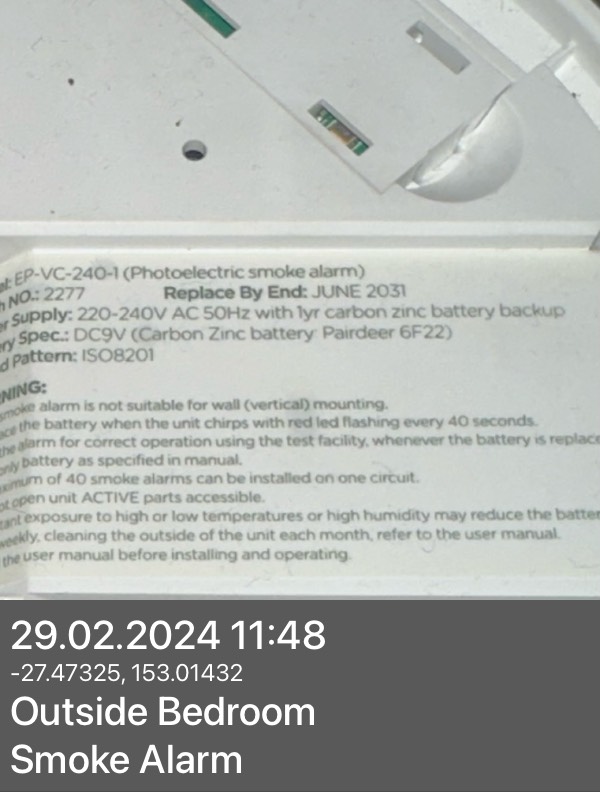 EP-VC-240-1 (Photoelectric smoke alarm)
NO.: 2277 Replace By End: JUNE 2031
Supply: 220-240V AC 50Hz with 1yr carbon zinc battery backup
Spec.: DC9V (Carbon Zinc battery Pairdeer 6F22)
Pattern: ISO8201
NING:
smoke alarm is not suitable for wall (vertical) mounting.
the battery when the unit chirps with red led flashing every 40 seconds.
the alarm for correct operation using the test facility, whenever the battery is replace
only battery as specified in manual.
of 40 smoke alarms can be installed on one circuit.
open unit ACTIVE parts accessible.
exposure to high or low temperatures or high humidity may reduce the batter
weekly, cleaning the outside of the unit each month, refer to the user manual.
the user manual before installing and operating.
29.02.2024 11:48
-27.47325, 153.01432
Outside Bedroom
Smoke Alarm